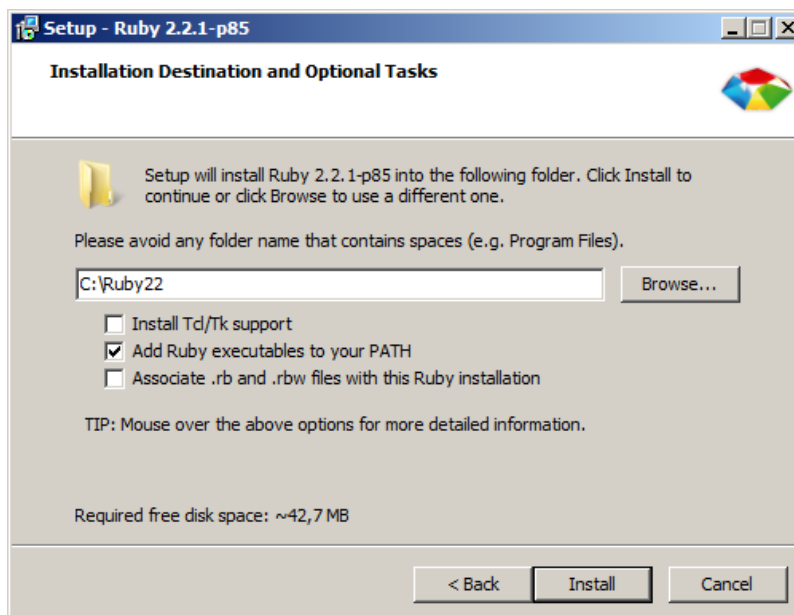 Setup - Ruby 2.2.1-p85
Installation Destination and Optional Tasks
Setup will install Ruby 2.2.1-p85 into the following folder. Click Install to
continue or click Browse to use a different one.
Please avoid any folder name that contains spaces (e.g. Program Files).
C:\Ruby22
Browse...
Install Tcl/Tk support
Add Ruby executables to your PATH
Associate .rb and .rbw files with this Ruby installation
TIP: Mouse over the above options for more detailed information.
Required free disk space: ~42,7 MB
< Back
Install
Cancel